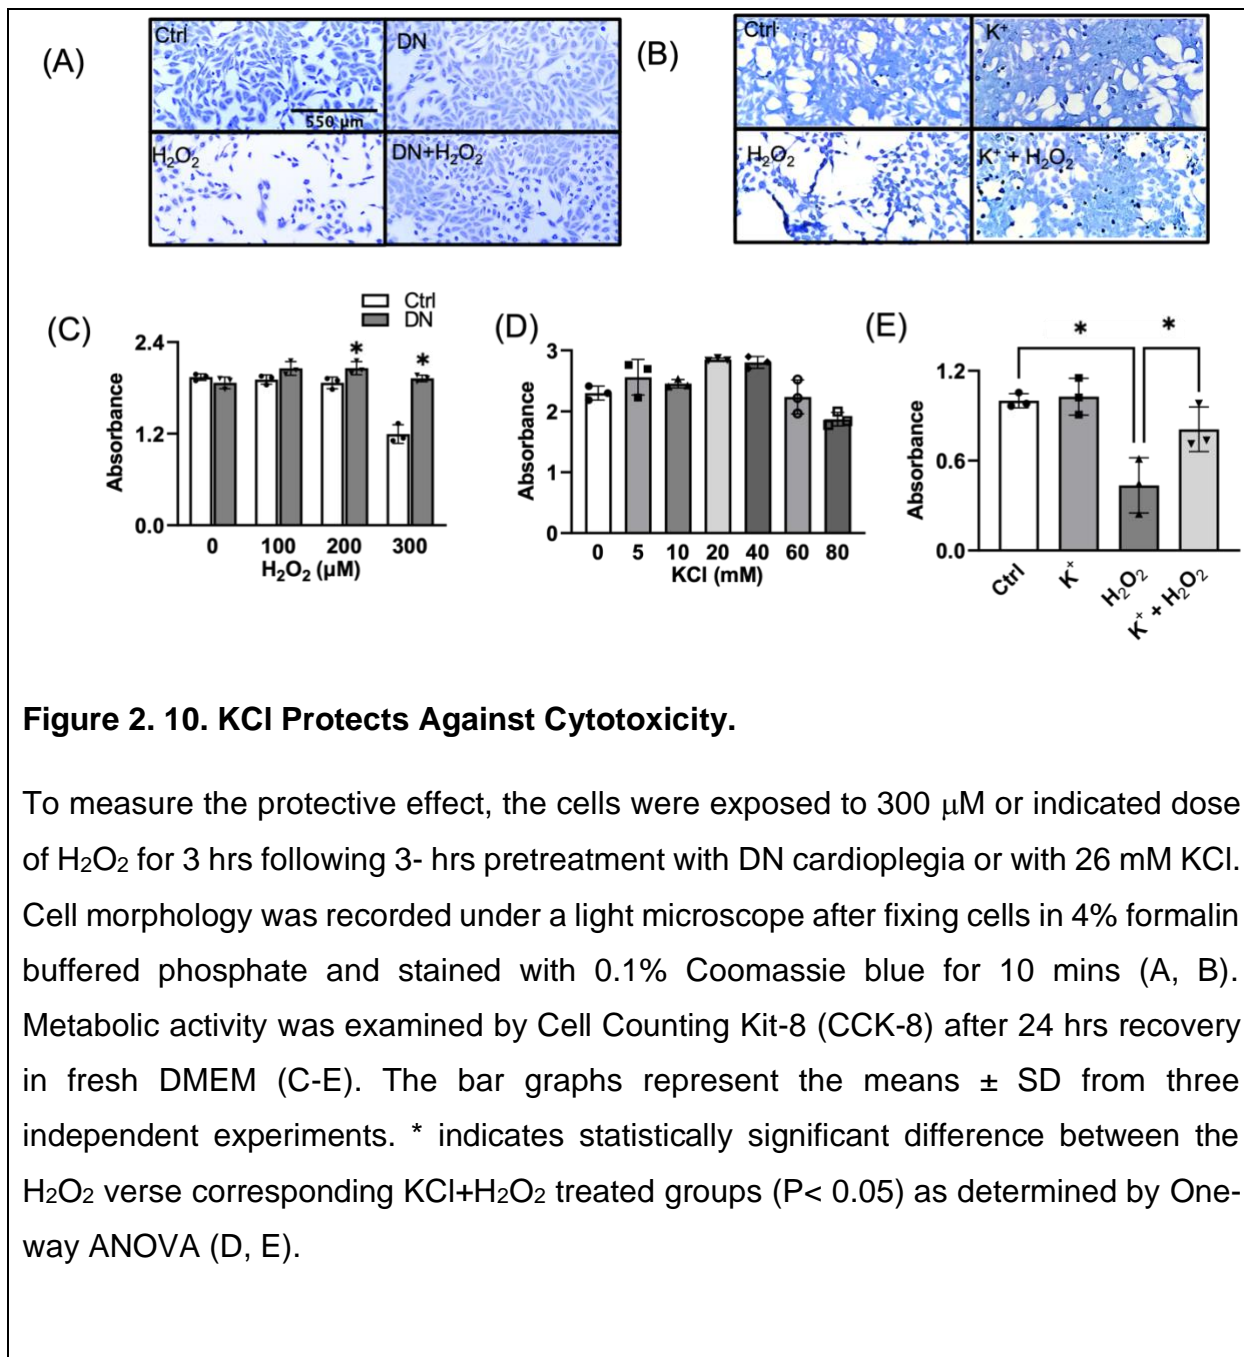 (A)
Ctrl
DN
550 µm
H₂O₂
DN+H₂O₂
(B)
Ctrl
K⁺
H₂O₂
K⁺ + H₂O₂
(C)
Ctrl
DN
Absorbance
2.4
1.2
0.0
* *
0 100 200 300
H₂O₂ (µM)
(D)
Absorbance
3
2
1
0
0 5 10 20 40 60 80
KCl (mM)
(E)
* *
Absorbance
1.2
0.6
0.0
Ctrl
K⁺
H₂O₂
K⁺ + H₂O₂
Figure 2. 10. KCl Protects Against Cytotoxicity.
To measure the protective effect, the cells were exposed to 300 µM or indicated dose
of H₂O₂ for 3 hrs following 3- hrs pretreatment with DN cardioplegia or with 26 mM KCl.
Cell morphology was recorded under a light microscope after fixing cells in 4% formalin
buffered phosphate and stained with 0.1% Coomassie blue for 10 mins (A, B).
Metabolic activity was examined by Cell Counting Kit-8 (CCK-8) after 24 hrs recovery
in fresh DMEM (C-E). The bar graphs represent the means ± SD from three
independent experiments. * indicates statistically significant difference between the
H₂O₂ verse corresponding KCl+H₂O₂ treated groups (P< 0.05) as determined by One-
way ANOVA (D, E).